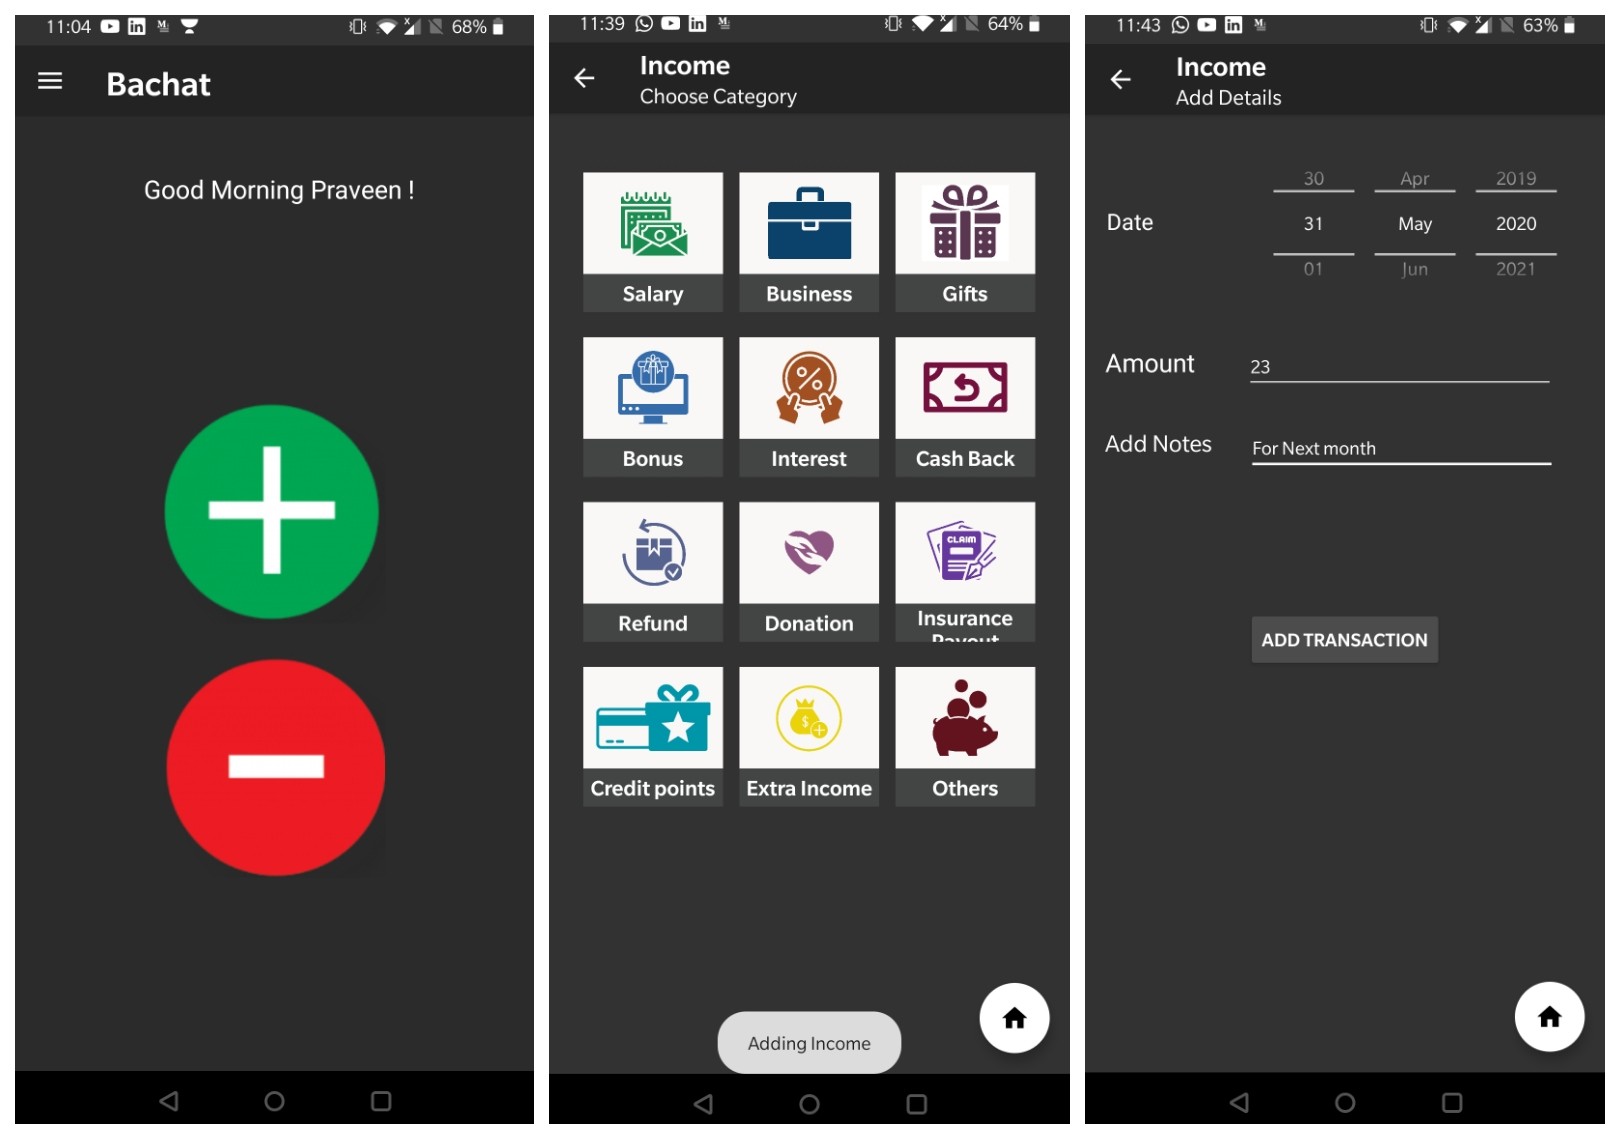 11:04
68%
Bachat
Good Morning Praveen !
11:39
64%
Income
Choose Category
Salary
Business
Gifts
Bonus
Interest
Cash Back
Refund
Donation
CLAIM
Insurance
Payout
Credit points
Extra Income
Others
Adding Income
11:43
63%
Income
Add Details
30 Apr 2019
Date 31 May 2020
01 Jun 2021
Amount 23
Add Notes For Next month
ADD TRANSACTION